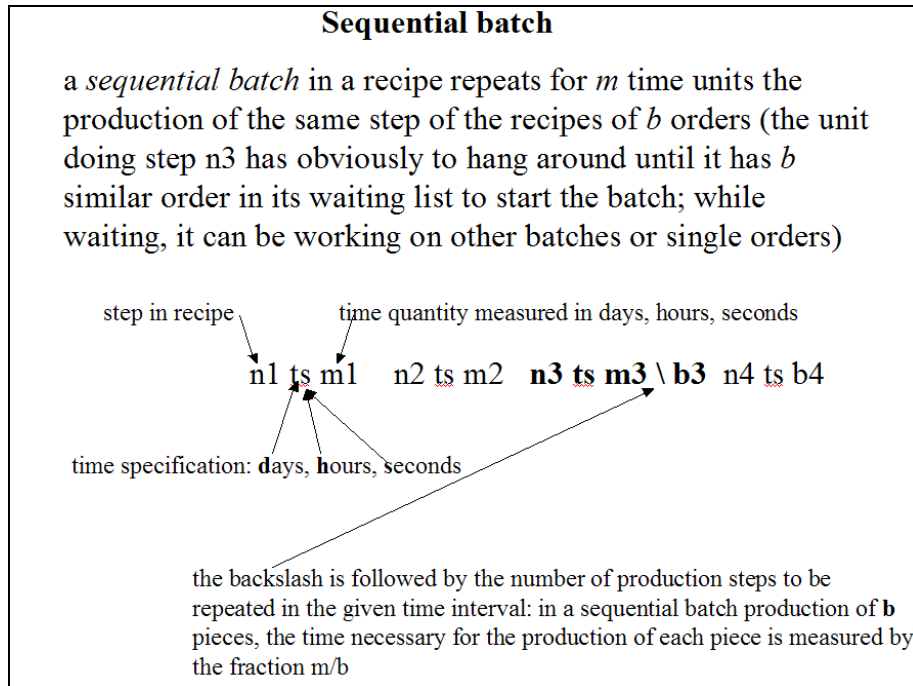 Sequential batch
a sequential batch in a recipe repeats for m time units the
production of the same step of the recipes of b orders (the unit
doing step n3 has obviously to hang around until it has b
similar order in its waiting list to start the batch; while
waiting, it can be working on other batches or single orders)
step in recipe
time quantity measured in days, hours, seconds
n1 ts m1 n2 ts m2 n3 ts m3 \ b3 n4 ts b4
time specification: days, hours, seconds
the backslash is followed by the number of production steps to be
repeated in the given time interval: in a sequential batch production of b
pieces, the time necessary for the production of each piece is measured by
the fraction m/b